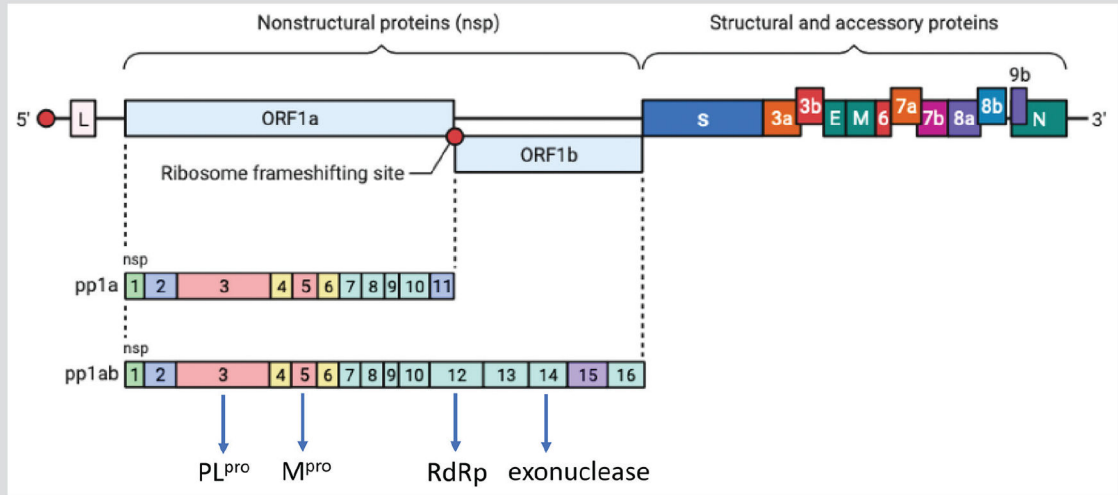 Nonstructural proteins (nsp) Structural and accessory proteins
9b
5' L ORF1a S 3a 3b E M 6 7a 7b 8a 8b N 3'
ORF1b
Ribosome frameshifting site
nsp
pp1a 1 2 3 4 5 6 7 8 9 10 11
nsp
pp1ab 1 2 3 4 5 6 7 8 9 10 12 13 14 15 16
PLpro Mpro RdRp exonuclease